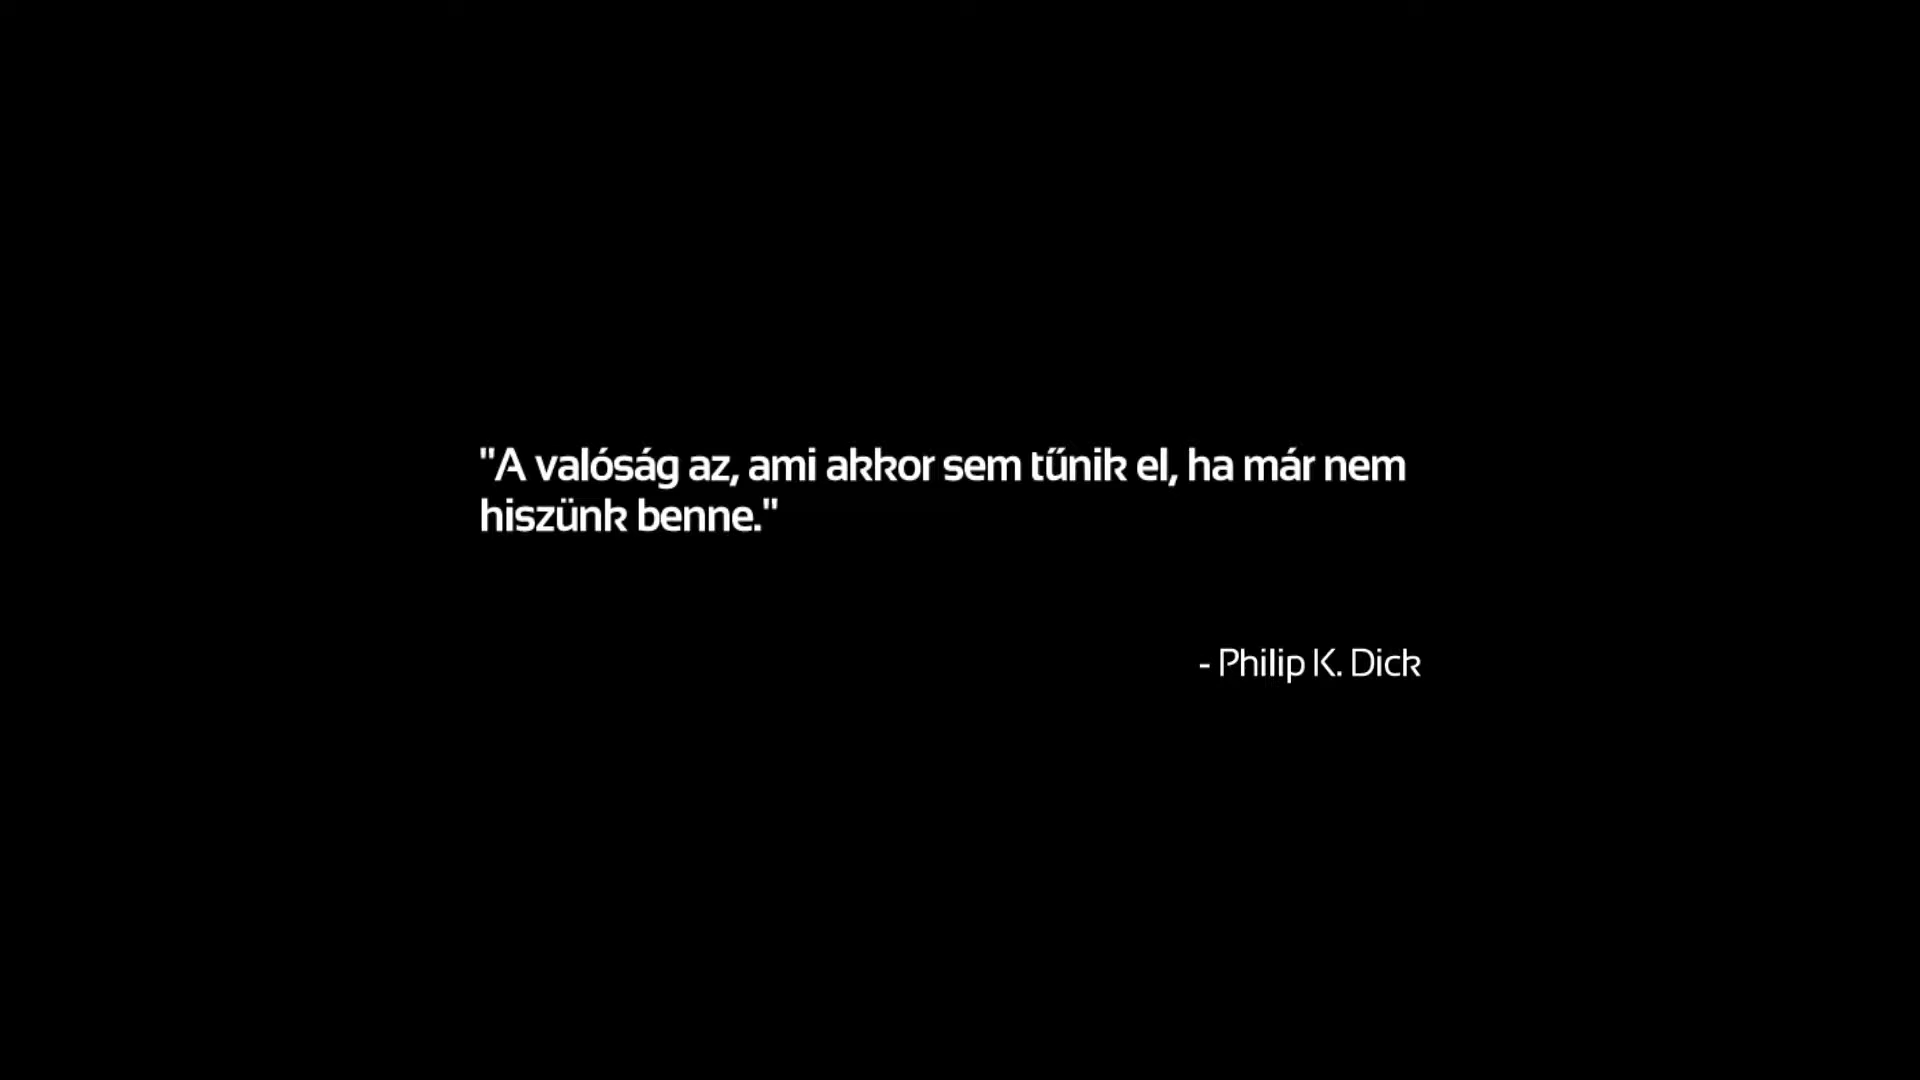 "A valóság az, ami akkor sem tűnik el, ha már nem
hiszünk benne."
- Philip K. Dick